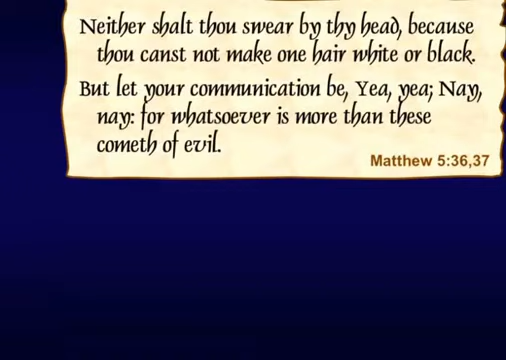 Neither shalt thou swear by thy head, because
thou canst not make one hair white or black.
But let your communication be, Yea, yea; Nay,
nay: for whatsoever is more than these
cometh of evil.
Matthew 5:36,37